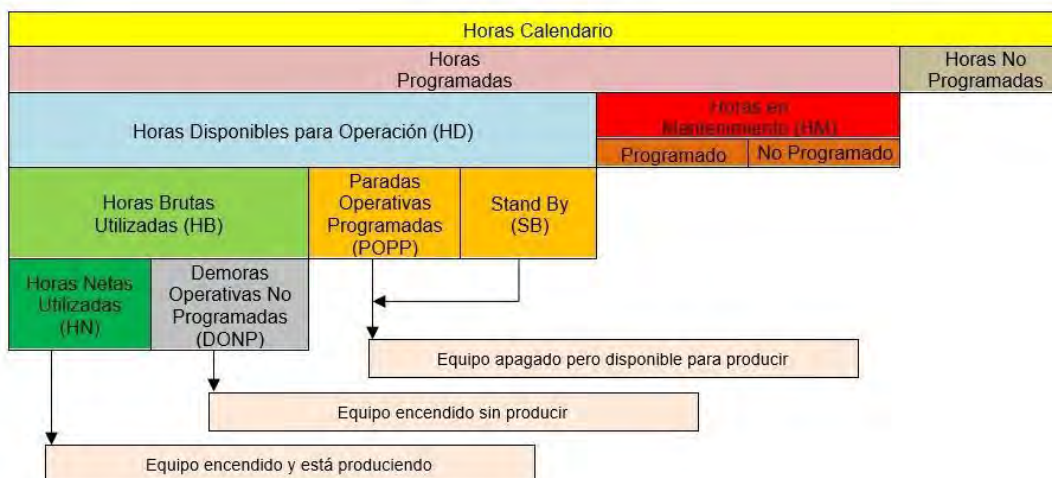 Horas Calendario
Horas
Programadas
Horas No
Programadas
Horas Disponibles para Operación (HD)
Horas en
Mantenimiento (HM)
Programado
No Programado
Horas Brutas
Utilizadas (HB)
Paradas
Operativas
Programadas
(POPP)
Stand By
(SB)
Horas Netas
Utilizadas
(HN)
Demoras
Operativas No
Programadas
(DONP)
Equipo apagado pero disponible para producir
Equipo encendido sin producir
Equipo encendido y está produciendo